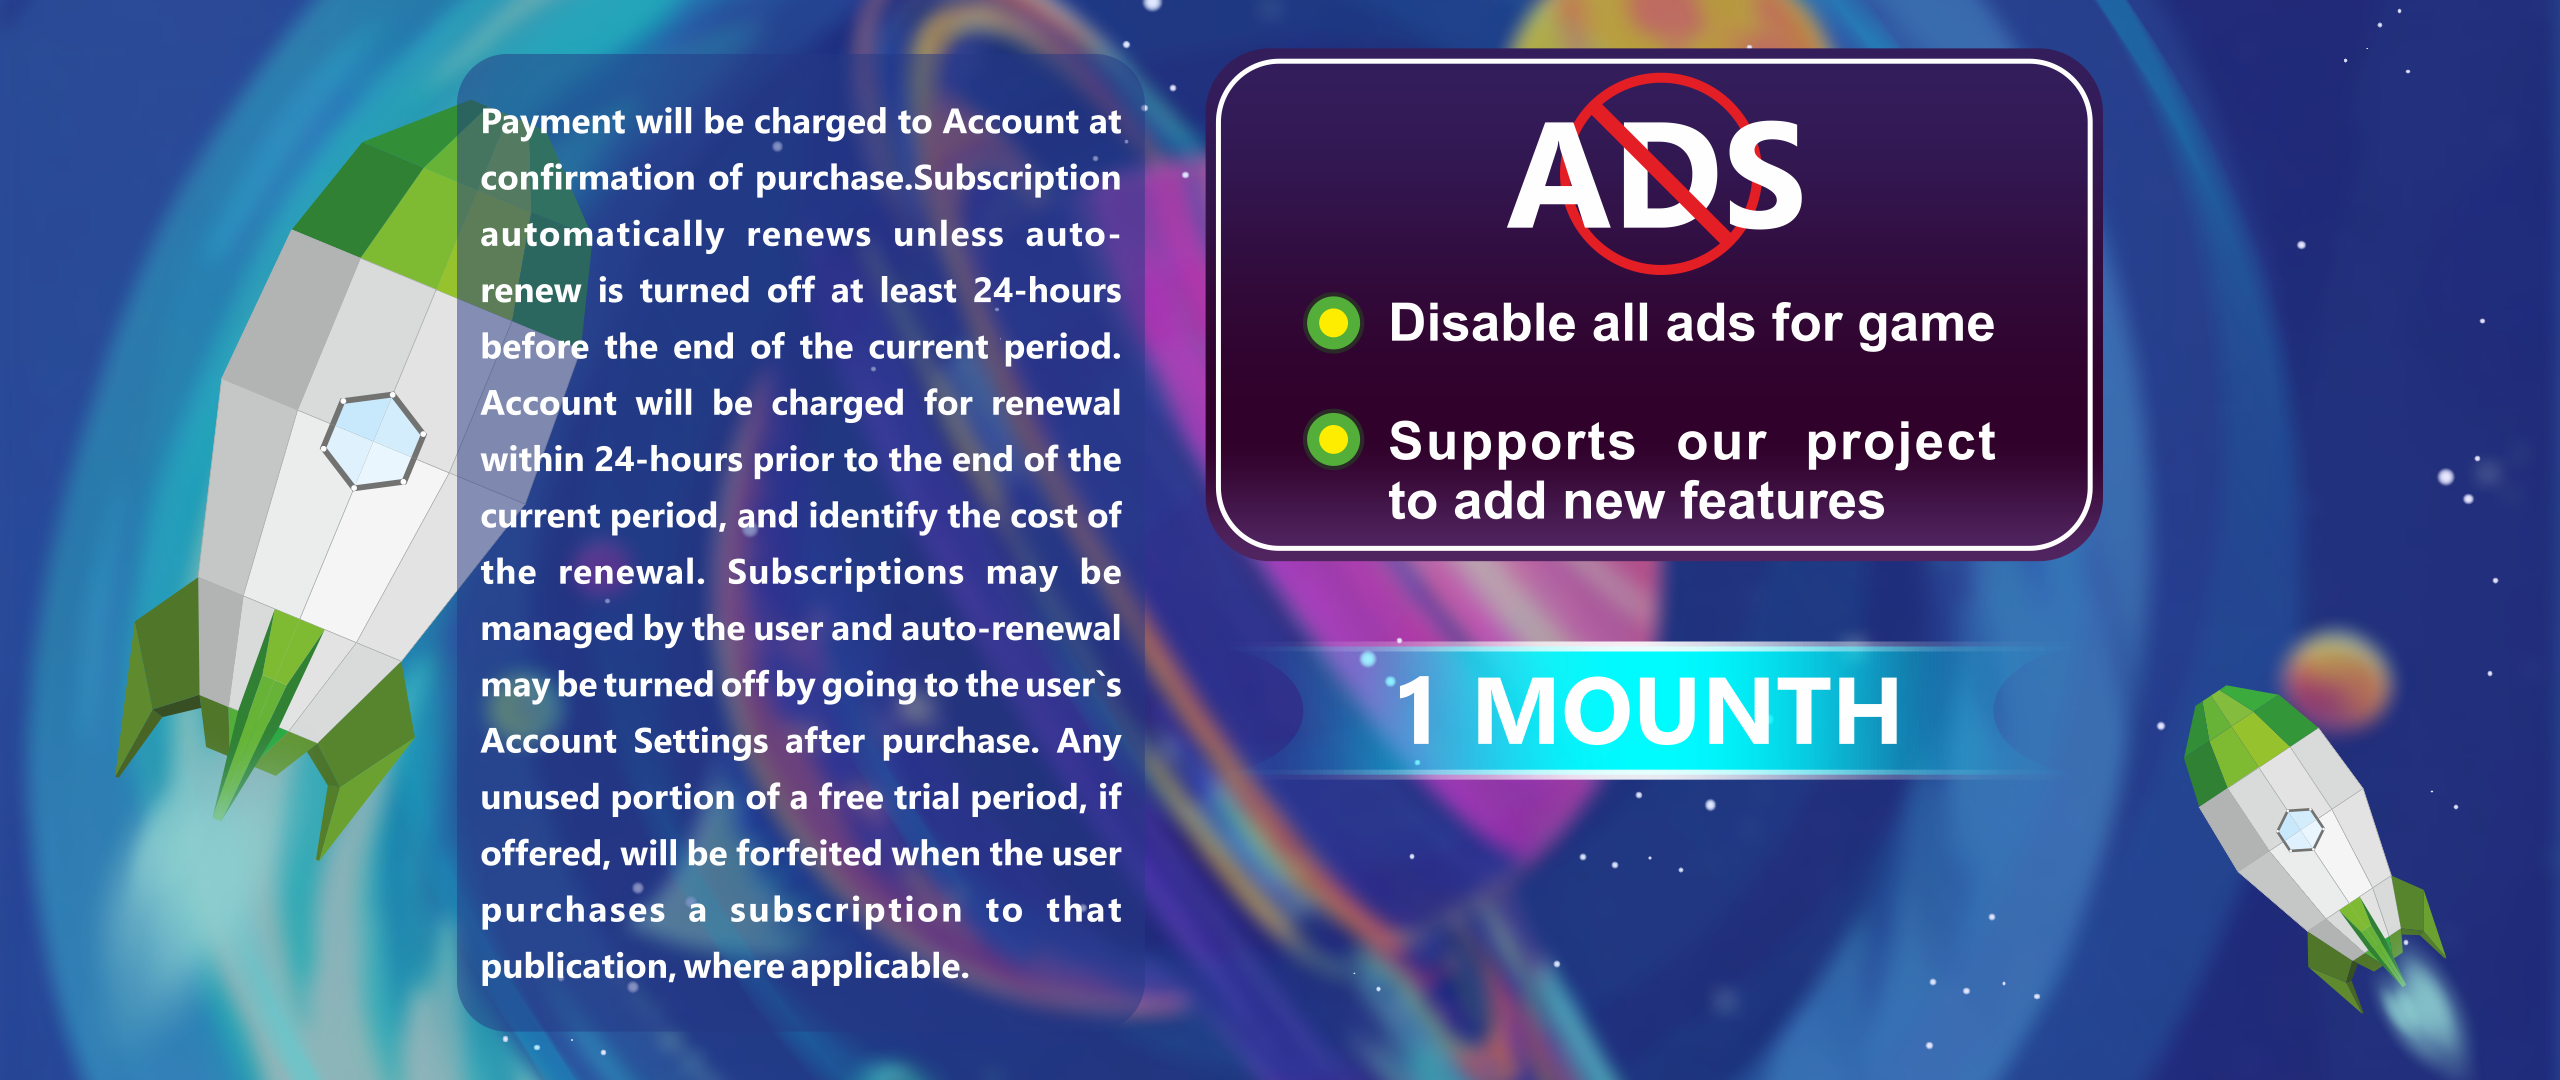 Payment will be charged to Account at
confirmation of purchase.Subscription
automatically renews unless auto-
renew is turned off at least 24-hours
before the end of the current period.
Account will be charged for renewal
within 24-hours prior to the end of the
current period, and identify the cost of
the renewal. Subscriptions may be
managed by the user and auto-renewal
may be turned off by going to the user`s
Account Settings after purchase. Any
unused portion of a free trial period, if
offered, will be forfeited when the user
purchases a subscription to that
publication, where applicable.
ADS
Disable all ads for game
Supports our project
to add new features
1 MOUNTH